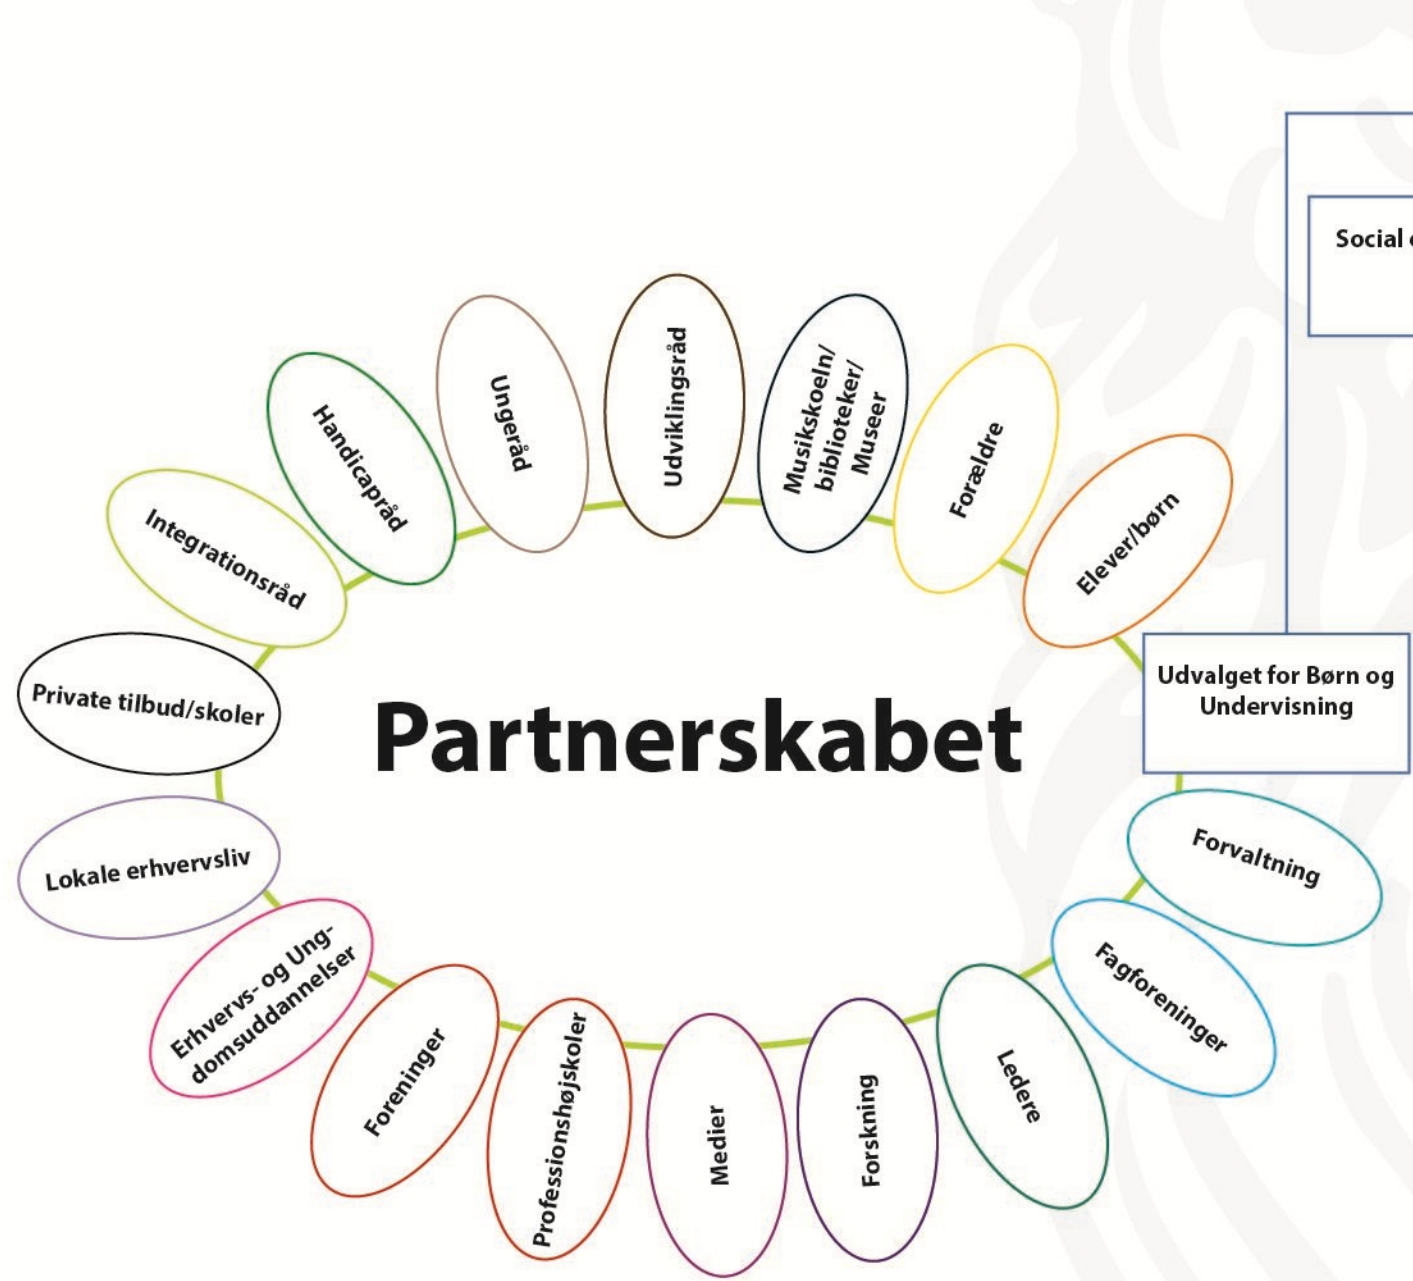 Social
Udviklingsråd
Musikskoeln/
biblioteker/
Museer
Forældre
Elever/børn
Udvalget for Børn og
Undervisning
Forvaltning
Fagforeninger
Ledere
Forskning
Medier
Professionshøjskoler
Foreninger
Erhvervs- og Ung-
domsuddannelser
Lokale erhvervsliv
Private tilbud/skoler
Integrationsråd
Handicapråd
Ungeråd
Partnerskabet